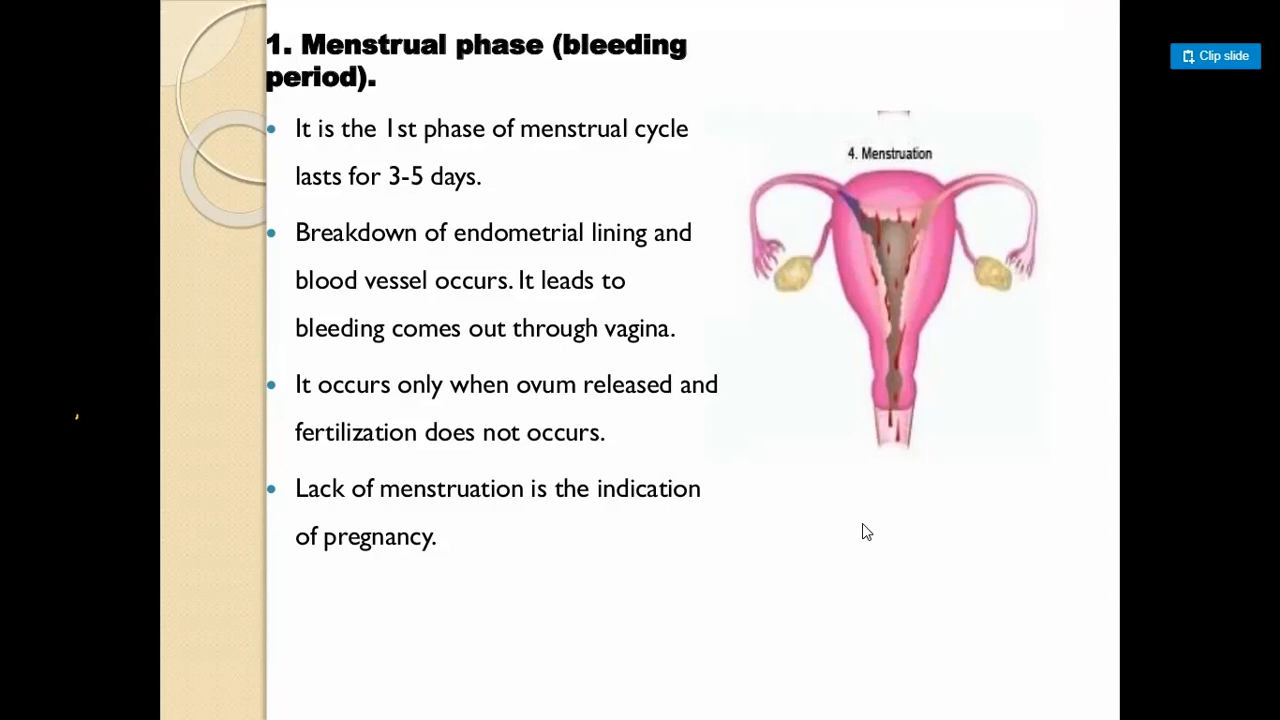 1. Menstrual phase (bleeding
period).
• It is the 1st phase of menstrual cycle
lasts for 3-5 days.
• Breakdown of endometrial lining and
blood vessel occurs. It leads to
bleeding comes out through vagina.
• It occurs only when ovum released and
fertilization does not occurs.
• Lack of menstruation is the indication
of pregnancy.
4. Menstruation
Clip slide